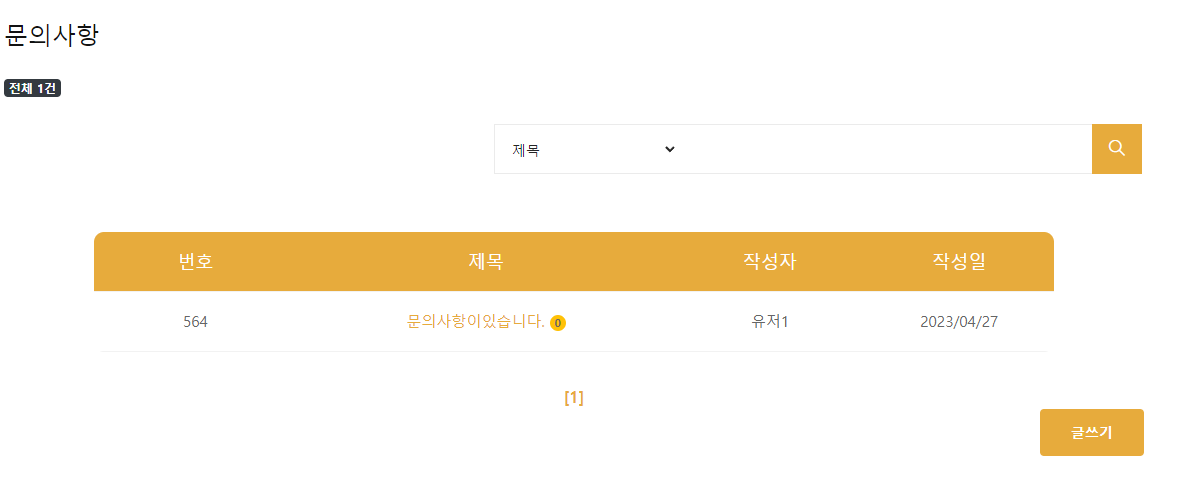 문의사항
전체 1건
제목
번호 제목 작성자 작성일
564 문의사항이있습니다. 0 유저1 2023/04/27
[1]
글쓰기